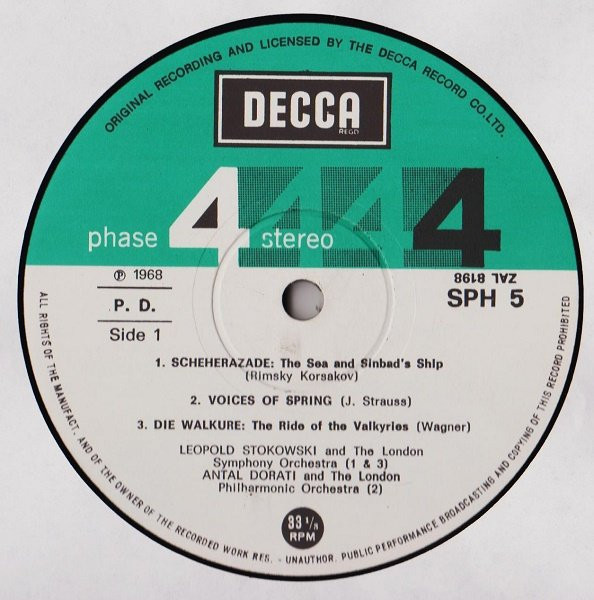 ORIGINAL RECORDING AND LICENSED BY THE DECCA RECORD CO. LTD.
DECCA
REGD
phase 4 stereo 4 4 4
℗ 1968
ZAL 8198
P. D.
SPH 5
Side 1
1. SCHEHERAZADE: The Sea and Sinbad's Ship
(Rimsky Korsakov)
2. VOICES OF SPRING (J. Strauss)
3. DIE WALKURE: The Ride of the Valkyries (Wagner)
LEOPOLD STOKOWSKI and The London
Symphony Orchestra (1 & 3)
ANTAL DORATI and The London
Philharmonic Orchestra (2)
33 1/3
RPM
ALL RIGHTS OF THE MANUFACT. AND OF THE OWNER OF THE RECORDED WORK RES. - UNAUTHOR. PUBLIC PERFORMANCE BROADCASTING AND COPYING OF THIS RECORD PROHIBITED